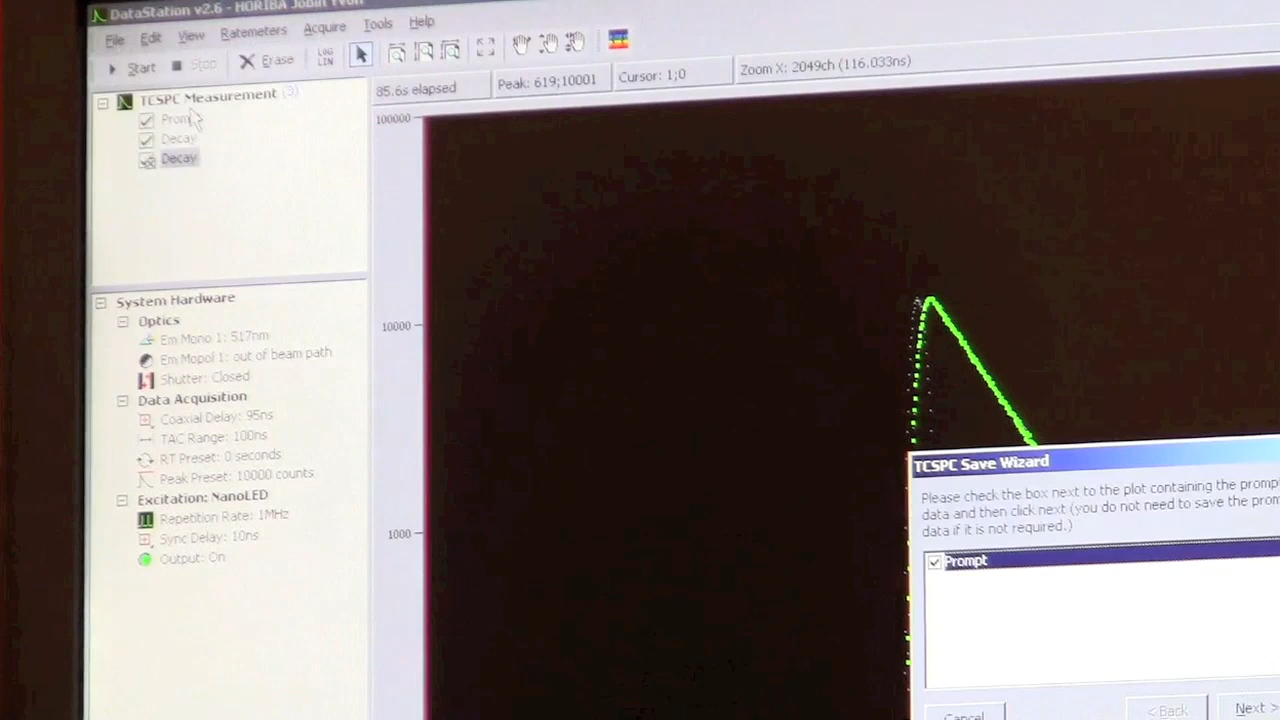 DataStation v2.6 - HORIBA Jobin Yvon
File Edit View Ratemeters Acquire Tools Help
Start Stop Erase LOG LIN
85.6s elapsed Peak: 619;10001 Cursor: 1;0 Zoom X: 2049ch (116.033ns)
TCSPC Measurement (3)
Decay
Decay
100000
10000
1000
System Hardware
Optics
Em Mono 1: 517nm
Em Mopol 1: out of beam path
Shutter: Closed
Data Acquisition
Coaxial Delay: 95ns
TAC Range: 100ns
RT Preset: 0 seconds
Peak Preset: 10000 counts
Excitation: NanoLED
Repetition Rate: 1MHz
Sync Delay: 10ns
Output: On
TCSPC Save Wizard
Please check the box next to the plot containing the prompt
data and then click next (you do not need to save the prom
data if it is not required.)
Prompt
Cancel < Back Next >